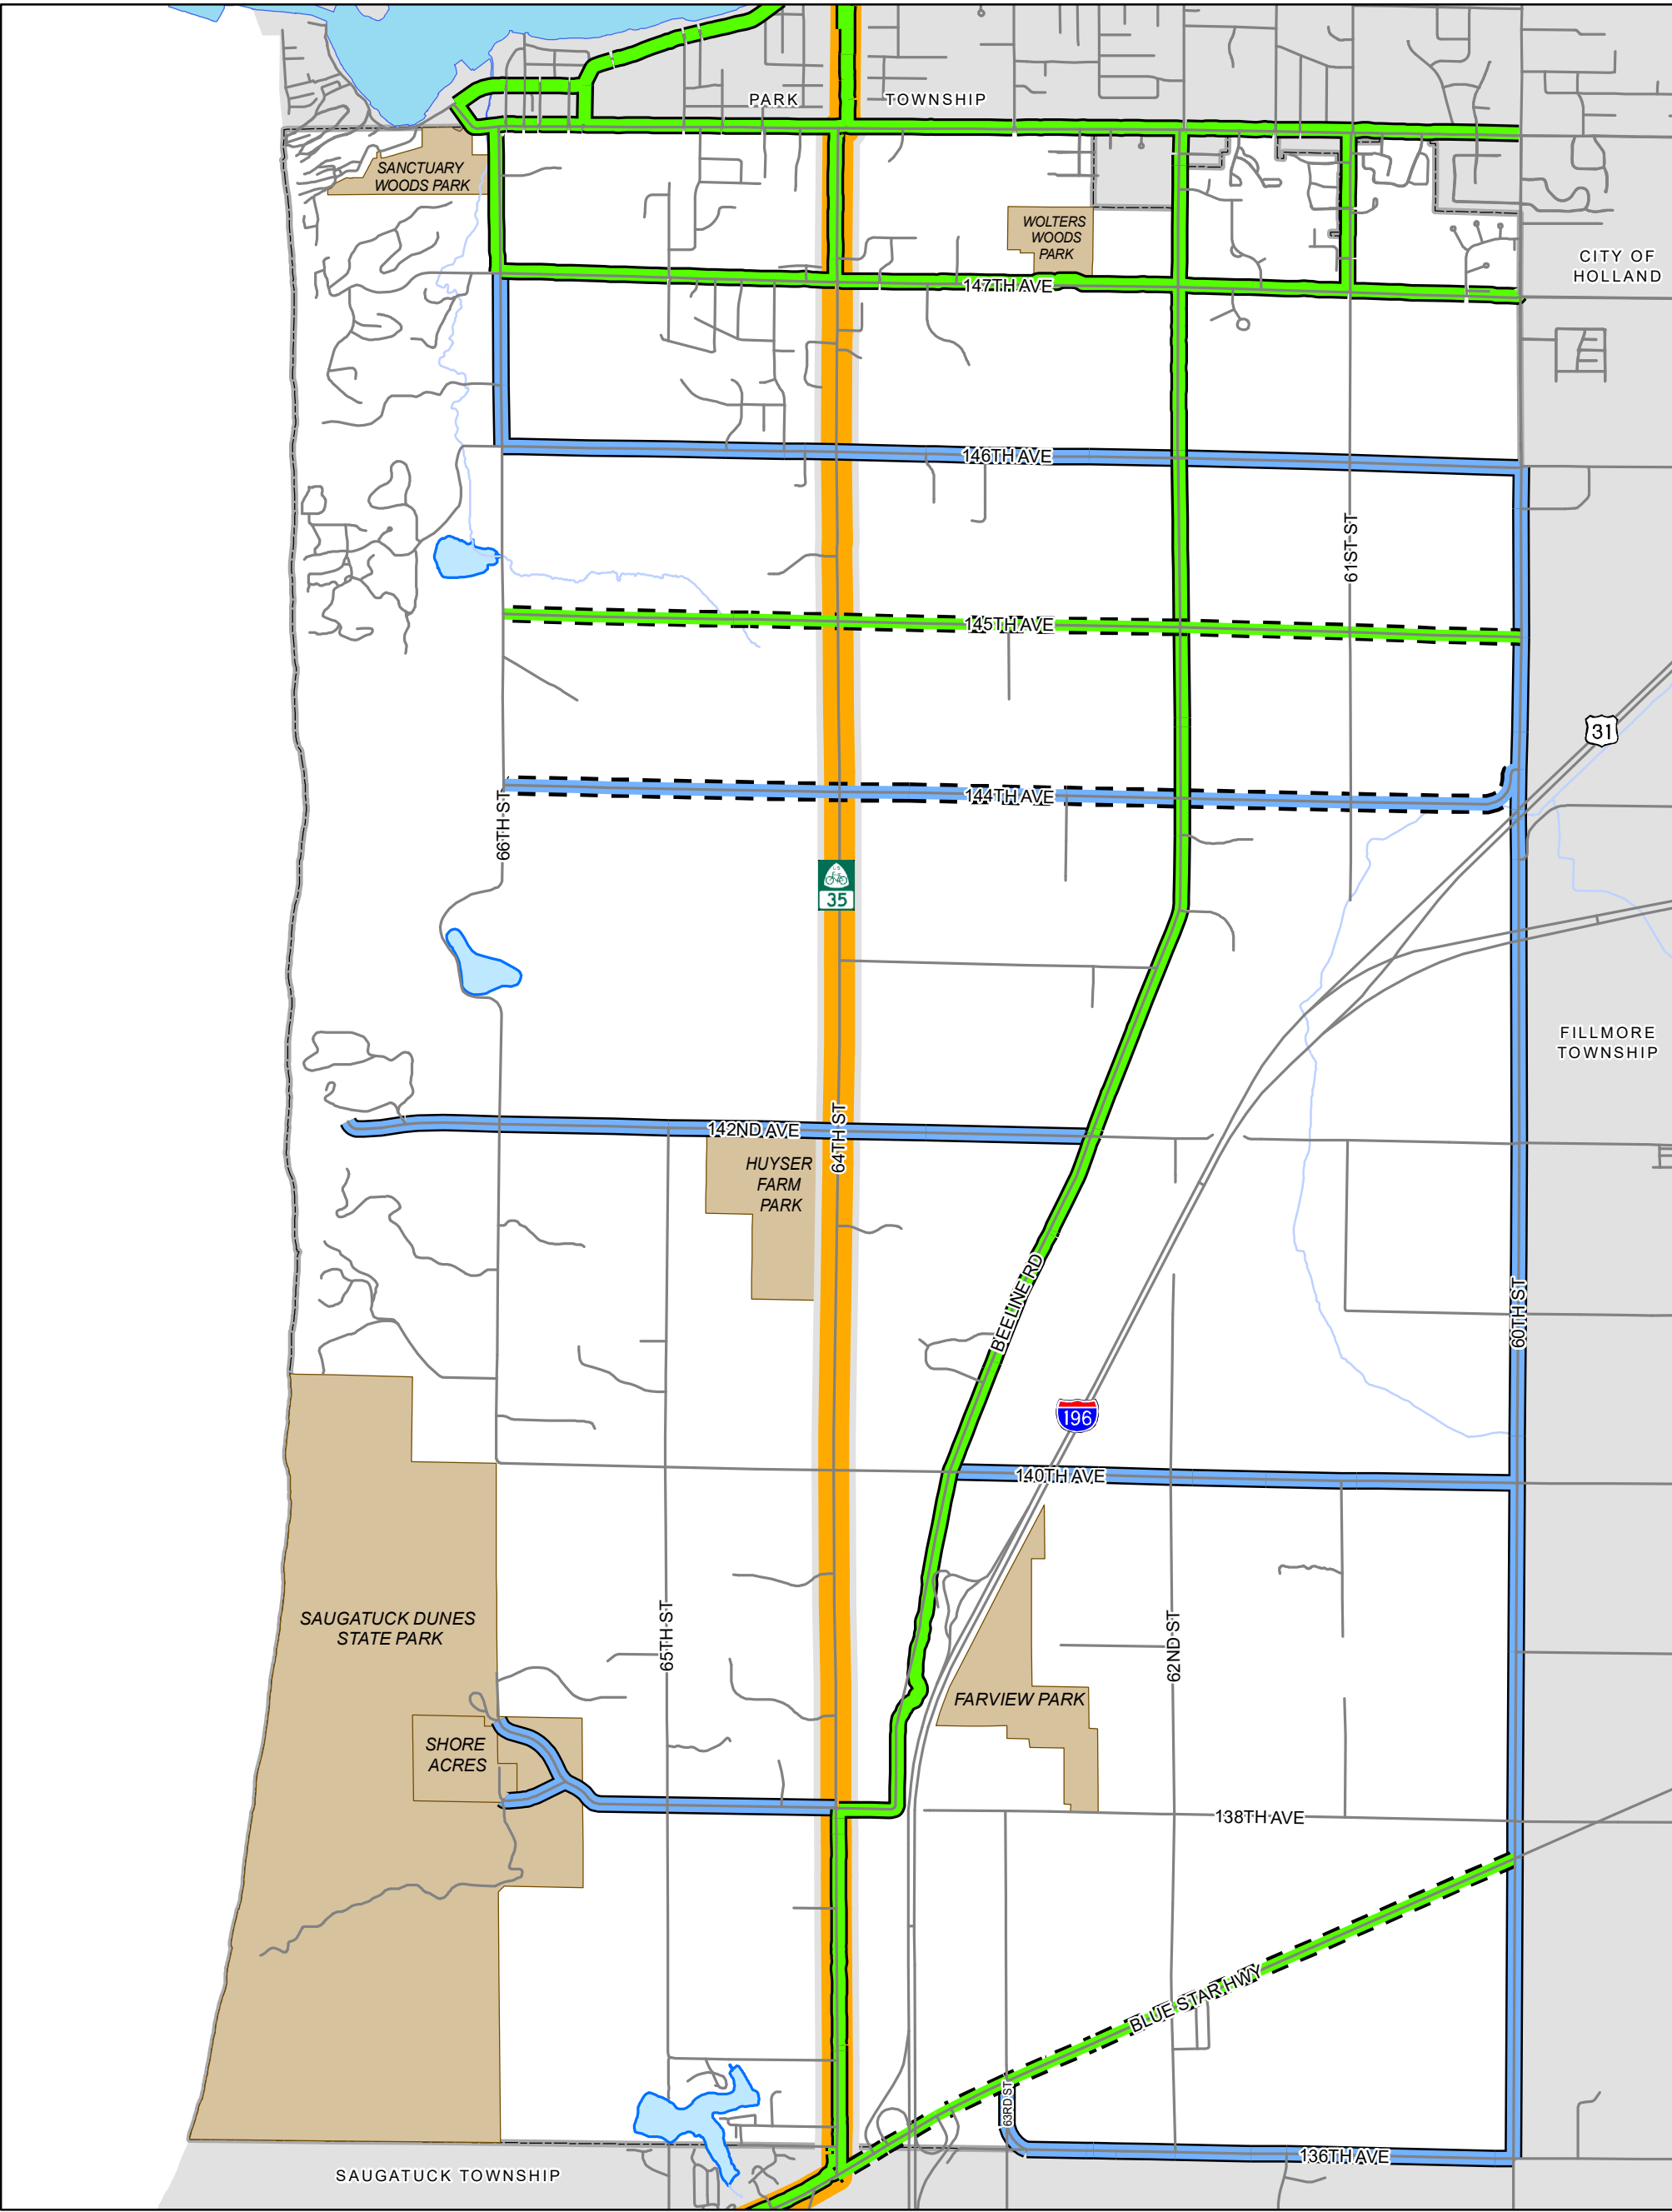 PARK TOWNSHIP
SANCTUARY
WOODS PARK
WOLTERS
WOODS
PARK
CITY OF
HOLLAND
147TH AVE
146TH AVE
61ST ST
145TH AVE
31
144TH AVE
66TH ST
35
FILLMORE
TOWNSHIP
142ND AVE
64TH ST
HUYSER
FARM
PARK
BEELINE RD
60TH ST
196
140TH AVE
SAUGATUCK DUNES
STATE PARK
65TH ST
62ND ST
FARVIEW PARK
SHORE
ACRES
138TH AVE
BLUE STAR HWY
63RD ST
136TH AVE
SAUGATUCK TOWNSHIP